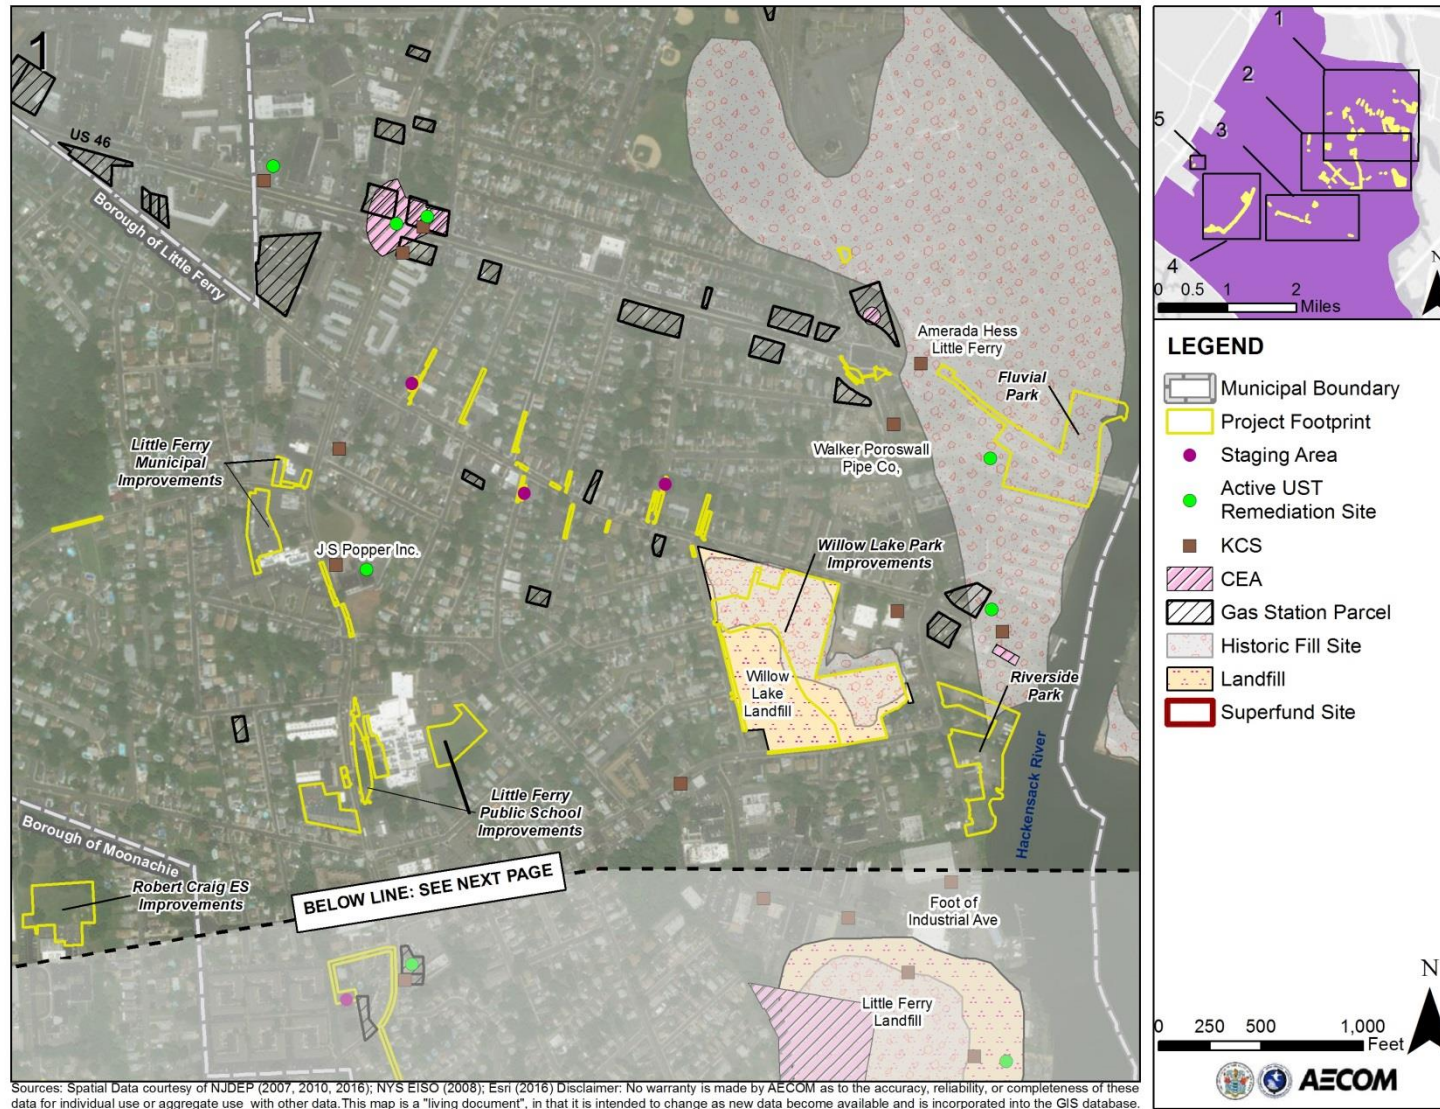 1
US 46
Borough of Little Ferry
Amerada Hess
Little Ferry
Fluvial
Park
Walker Poroswall
Pipe Co,
Little Ferry
Municipal
Improvements
J S Popper Inc.
Willow Lake Park
Improvements
Willow
Lake
Landfill
Riverside
Park
Hackensack River
Little Ferry
Public School
Improvements
Borough of Moonachie
Robert Craig ES
Improvements
BELOW LINE: SEE NEXT PAGE
Foot of
Industrial Ave
Little Ferry
Landfill
1
2
3
5
4
N
0 0.5 1 2
Miles
LEGEND
Municipal Boundary
Project Footprint
Staging Area
Active UST
Remediation Site
KCS
CEA
Gas Station Parcel
Historic Fill Site
Landfill
Superfund Site
N
0 250 500 1,000
Feet
AECOM
Sources: Spatial Data courtesy of NJDEP (2007, 2010, 2016); NYS EISO (2008); Esri (2016) Disclaimer: No warranty is made by AECOM as to the accuracy, reliability, or completeness of these
data for individual use or aggregate use with other data. This map is a "living document", in that it is intended to change as new data become available and is incorporated into the GIS database.